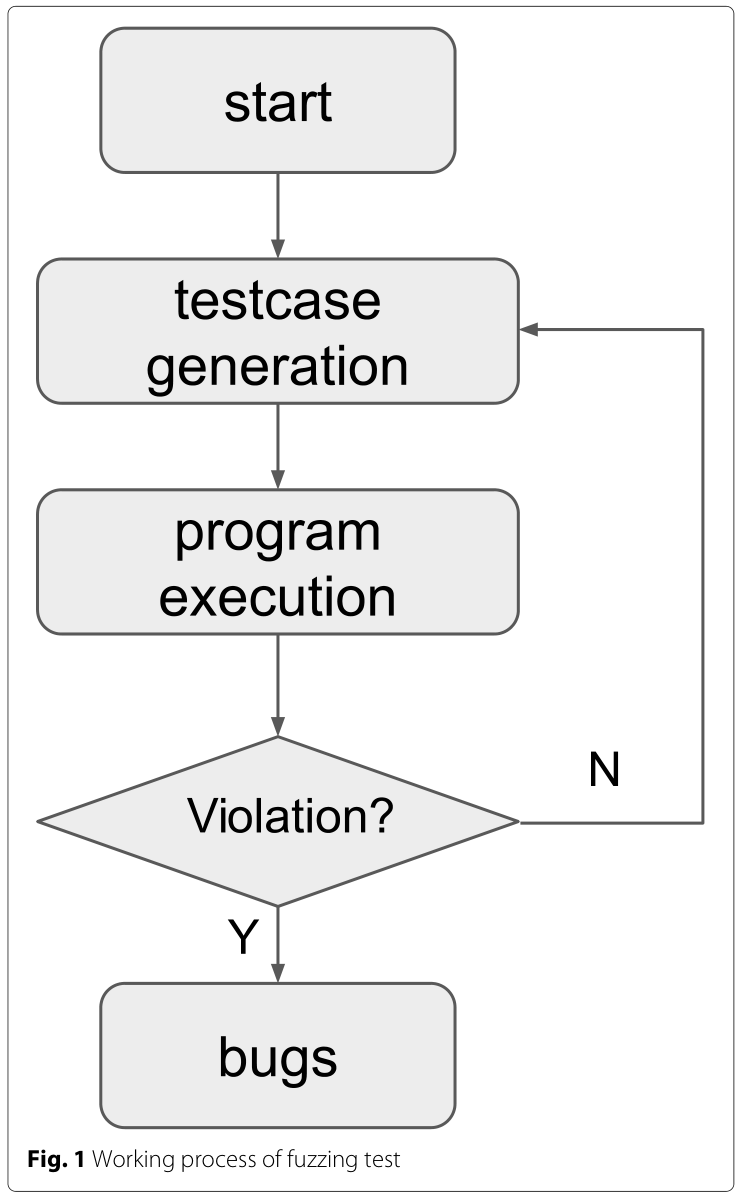 start
testcase
generation
program
execution
Violation?
N
Y
bugs
Fig. 1 Working process of fuzzing test